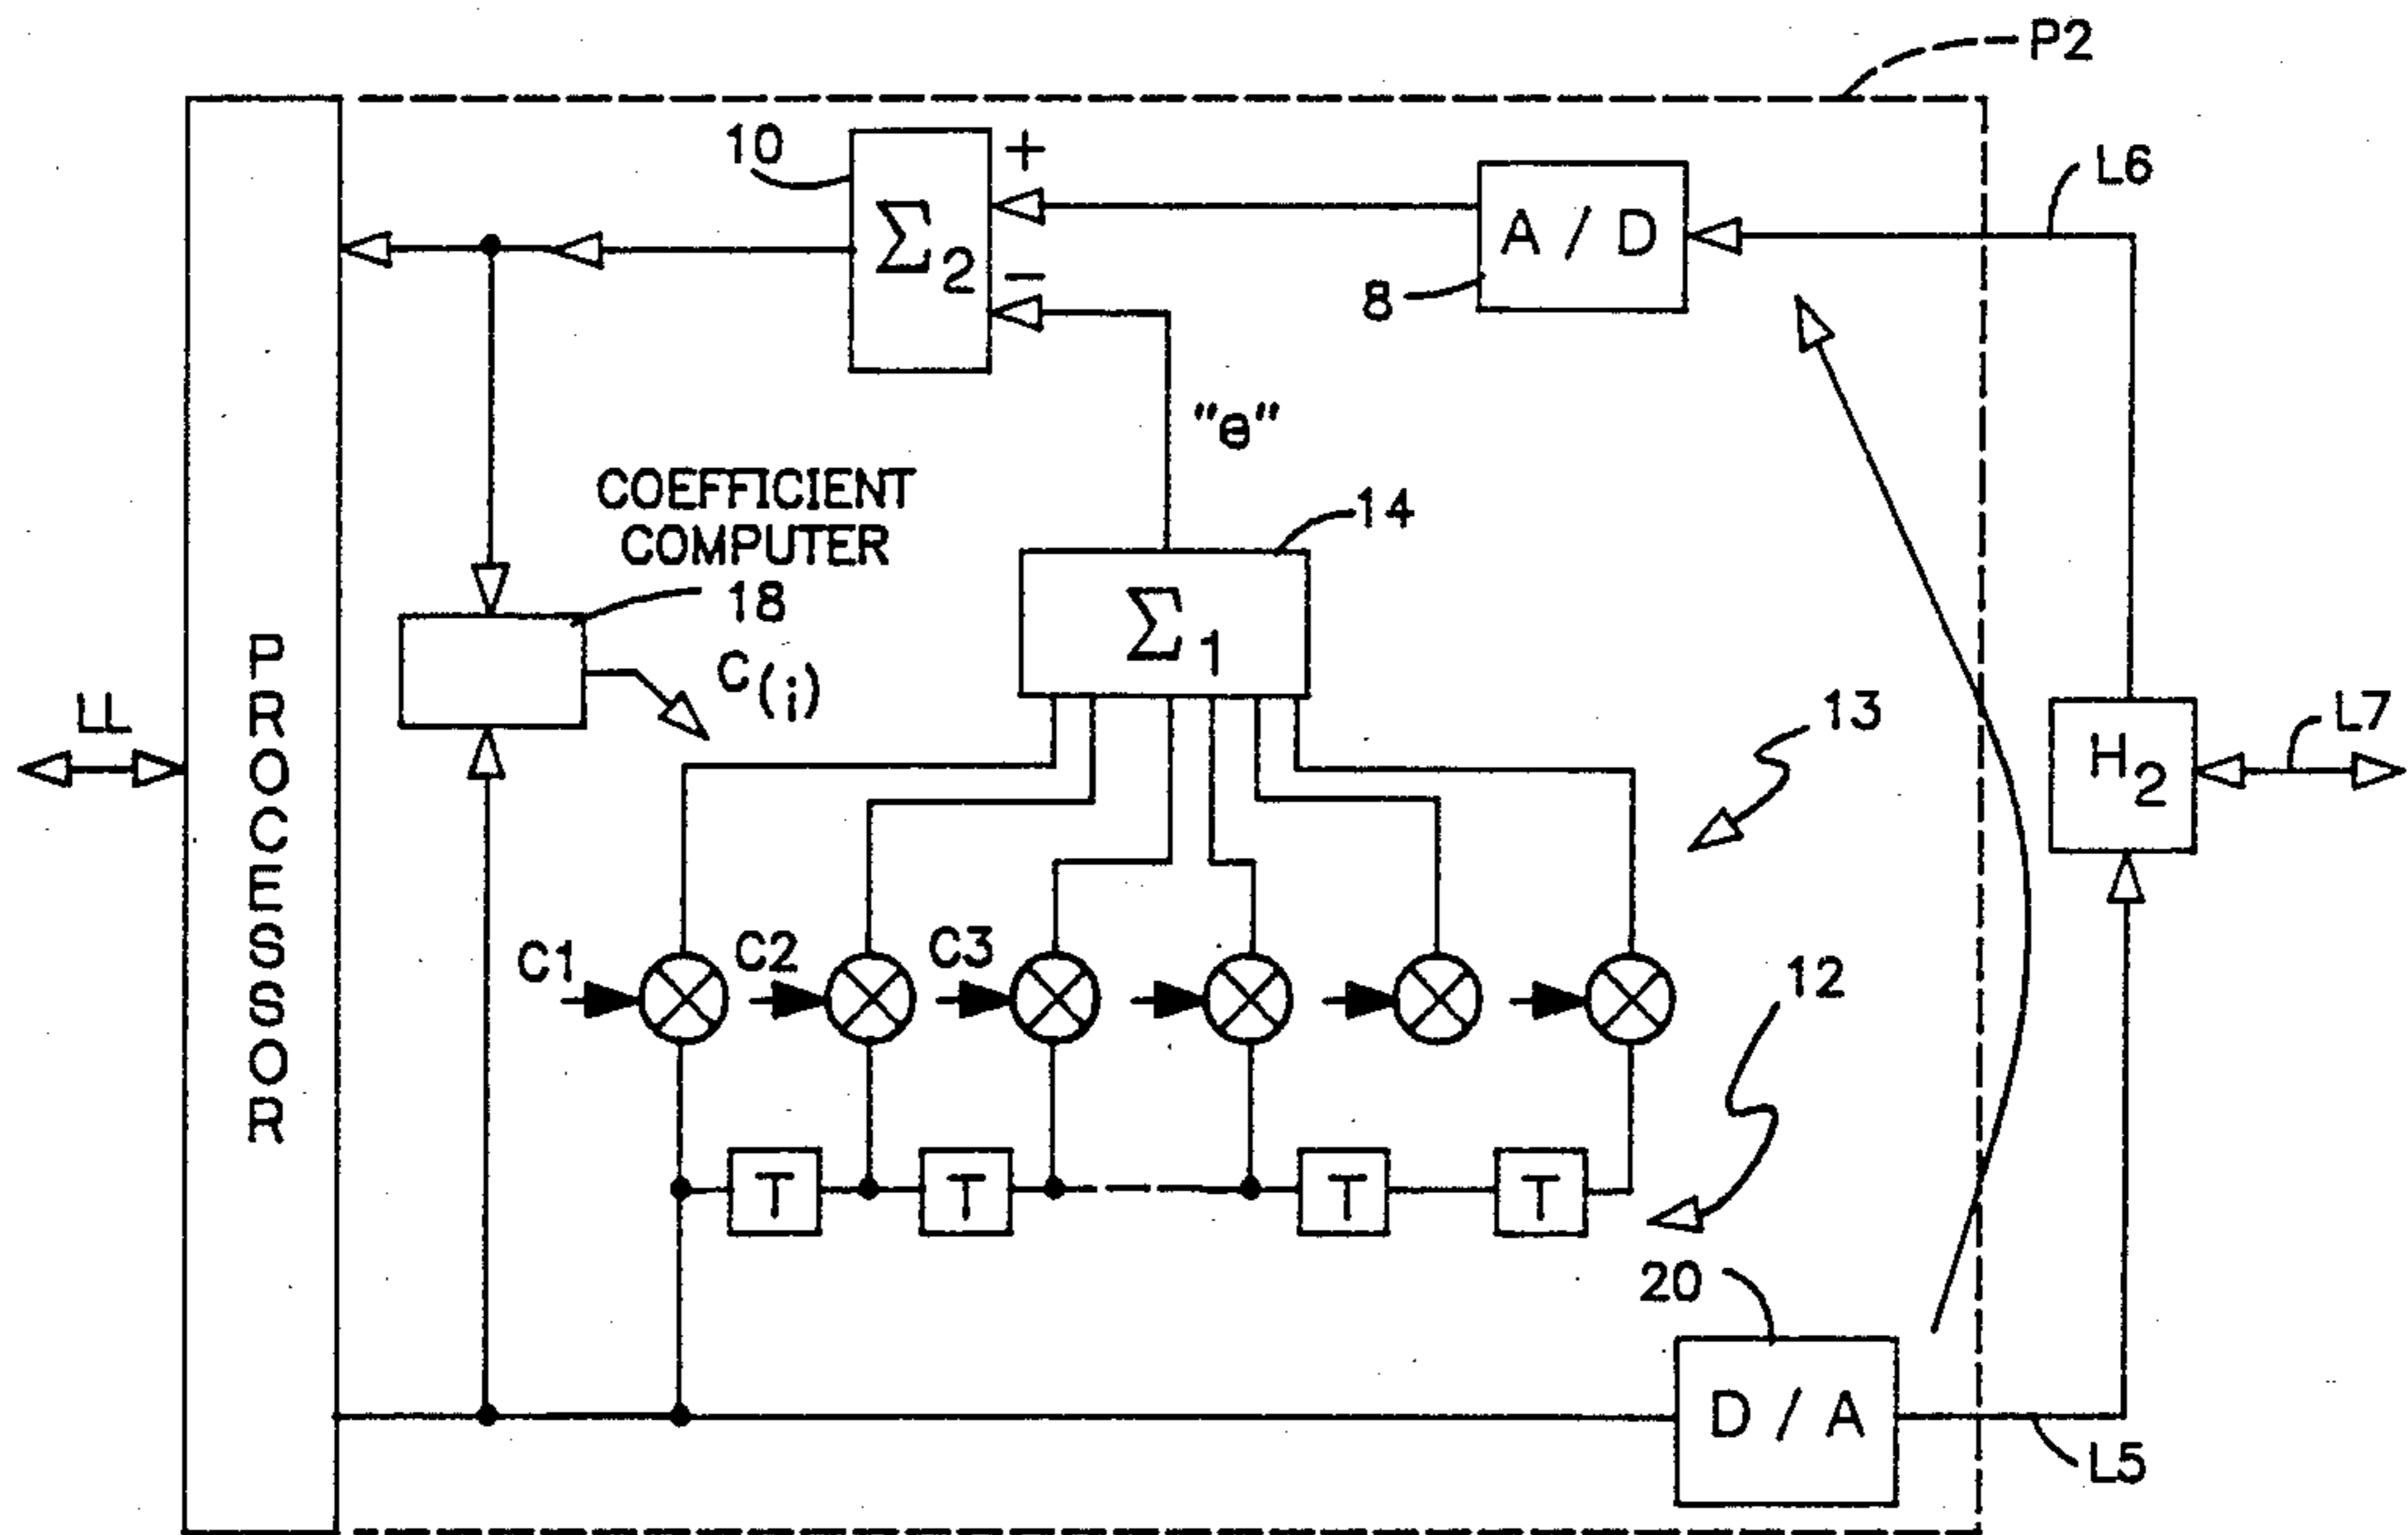 P2
10
+
A / D
L6
Σ2
−
8
"e"
COEFFICIENT
COMPUTER
18
14
Σ1
C(i)
PROCESSOR
LL
13
L7
H2
C1
C2
C3
12
T
T
T
T
20
D / A
L5